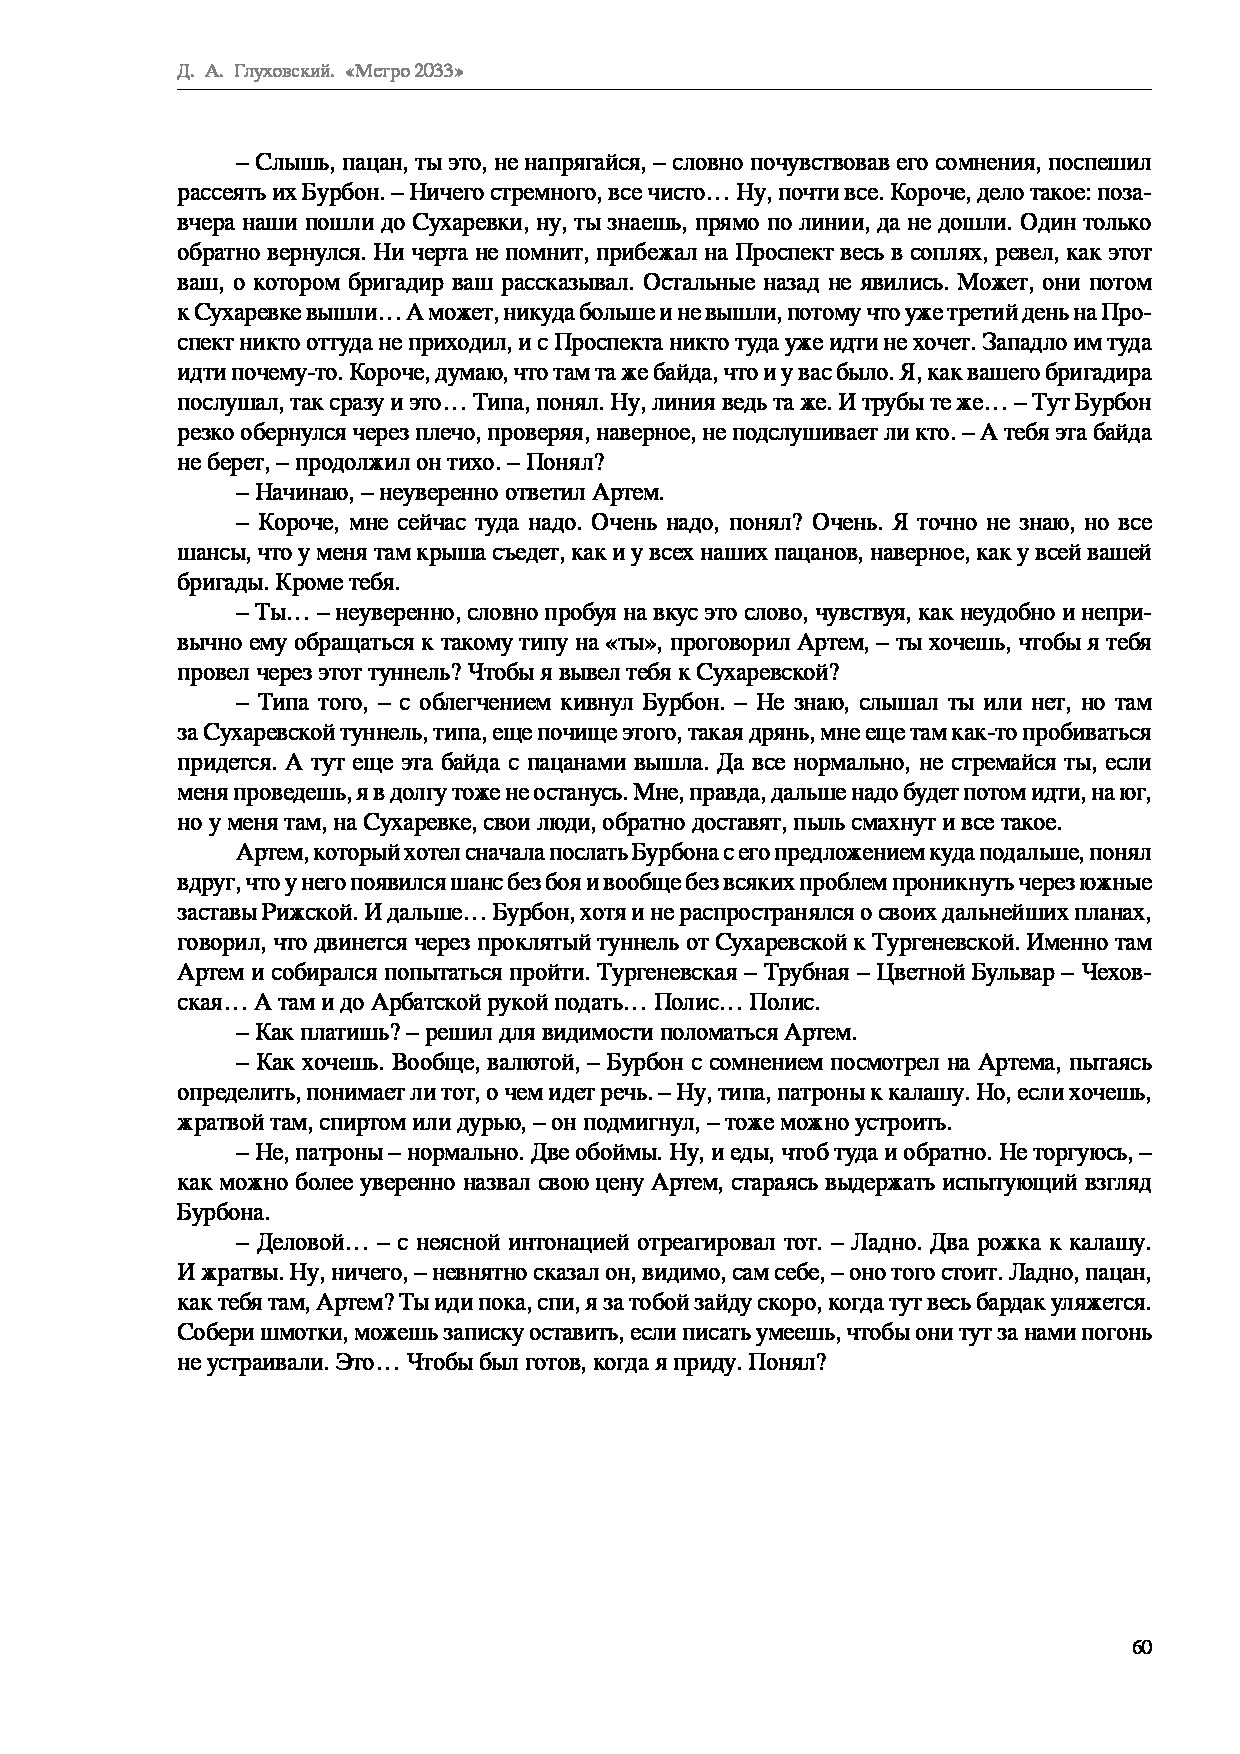 Д. А. Глуховский. «Метро 2033»
– Слышь, пацан, ты это, не напрягайся, – словно почувствовав его сомнения, поспешил
рассеять их Бурбон. – Ничего стремного, все чисто… Ну, почти все. Короче, дело такое: поза-
вчера наши пошли до Сухаревки, ну, ты знаешь, прямо по линии, да не дошли. Один только
обратно вернулся. Ни черта не помнит, прибежал на Проспект весь в соплях, ревел, как этот
ваш, о котором бригадир ваш рассказывал. Остальные назад не явились. Может, они потом
к Сухаревке вышли… А может, никуда больше и не вышли, потому что уже третий день на Про-
спект никто оттуда не приходил, и с Проспекта никто туда уже идти не хочет. Западло им туда
идти почему-то. Короче, думаю, что там та же байда, что и у вас было. Я, как вашего бригадира
послушал, так сразу и это… Типа, понял. Ну, линия ведь та же. И трубы те же… – Тут Бурбон
резко обернулся через плечо, проверяя, наверное, не подслушивает ли кто. – А тебя эта байда
не берет, – продолжил он тихо. – Понял?
– Начинаю, – неуверенно ответил Артем.
– Короче, мне сейчас туда надо. Очень надо, понял? Очень. Я точно не знаю, но все
шансы, что у меня там крыша съедет, как и у всех наших пацанов, наверное, как у всей вашей
бригады. Кроме тебя.
– Ты… – неуверенно, словно пробуя на вкус это слово, чувствуя, как неудобно и непри-
вычно ему обращаться к такому типу на «ты», проговорил Артем, – ты хочешь, чтобы я тебя
провел через этот туннель? Чтобы я вывел тебя к Сухаревской?
– Типа того, – с облегчением кивнул Бурбон. – Не знаю, слышал ты или нет, но там
за Сухаревской туннель, типа, еще почище этого, такая дрянь, мне еще там как-то пробиваться
придется. А тут еще эта байда с пацанами вышла. Да все нормально, не стремайся ты, если
меня проведешь, я в долгу тоже не останусь. Мне, правда, дальше надо будет потом идти, на юг,
но у меня там, на Сухаревке, свои люди, обратно доставят, пыль смахнут и все такое.
Артем, который хотел сначала послать Бурбона с его предложением куда подальше, понял
вдруг, что у него появился шанс без боя и вообще без всяких проблем проникнуть через южные
заставы Рижской. И дальше… Бурбон, хотя и не распространялся о своих дальнейших планах,
говорил, что двинется через проклятый туннель от Сухаревской к Тургеневской. Именно там
Артем и собирался попытаться пройти. Тургеневская – Трубная – Цветной Бульвар – Чехов-
ская… А там и до Арбатской рукой подать… Полис… Полис.
– Как платишь? – решил для видимости поломаться Артем.
– Как хочешь. Вообще, валютой, – Бурбон с сомнением посмотрел на Артема, пытаясь
определить, понимает ли тот, о чем идет речь. – Ну, типа, патроны к калашу. Но, если хочешь,
жратвой там, спиртом или дурью, – он подмигнул, – тоже можно устроить.
– Не, патроны – нормально. Две обоймы. Ну, и еды, чтоб туда и обратно. Не торгуюсь, –
как можно более уверенно назвал свою цену Артем, стараясь выдержать испытующий взгляд
Бурбона.
– Деловой… – с неясной интонацией отреагировал тот. – Ладно. Два рожка к калашу.
И жратвы. Ну, ничего, – невнятно сказал он, видимо, сам себе, – оно того стоит. Ладно, пацан,
как тебя там, Артем? Ты иди пока, спи, я за тобой зайду скоро, когда тут весь бардак уляжется.
Собери шмотки, можешь записку оставить, если писать умеешь, чтобы они тут за нами погонь
не устраивали. Это… Чтобы был готов, когда я приду. Понял?
60